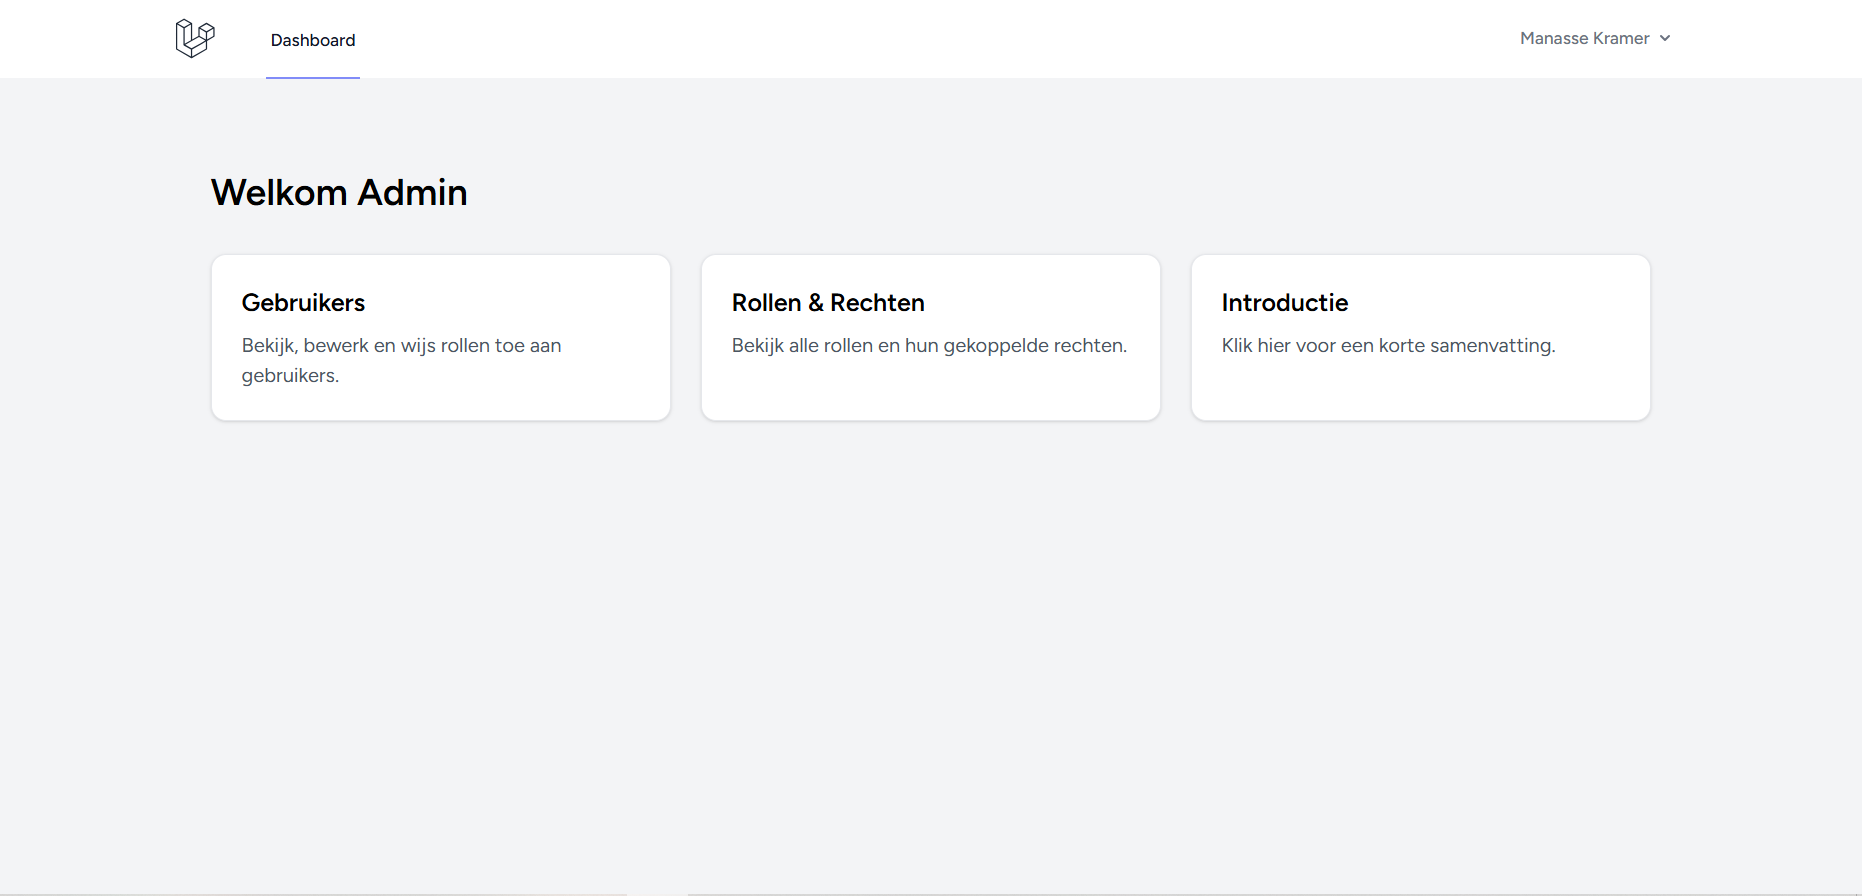 Dashboard
Manasse Kramer
Welkom Admin
Gebruikers
Bekijk, bewerk en wijs rollen toe aan
gebruikers.
Rollen & Rechten
Bekijk alle rollen en hun gekoppelde rechten.
Introductie
Klik hier voor een korte samenvatting.